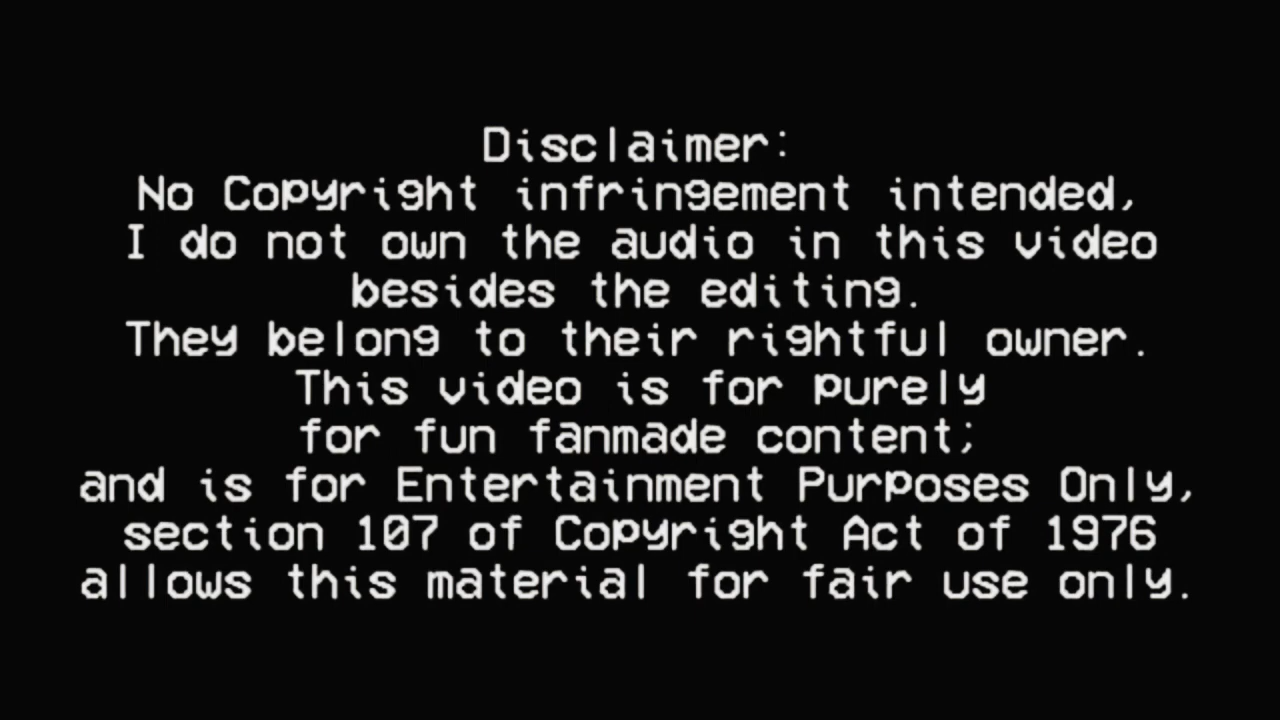 Disclaimer:
No Copyright infringement intended,
I do not own the audio in this video
besides the editing.
They belong to their rightful owner.
This video is for purely
for fun fanmade content;
and is for Entertainment Purposes Only,
section 107 of Copyright Act of 1976
allows this material for fair use only.